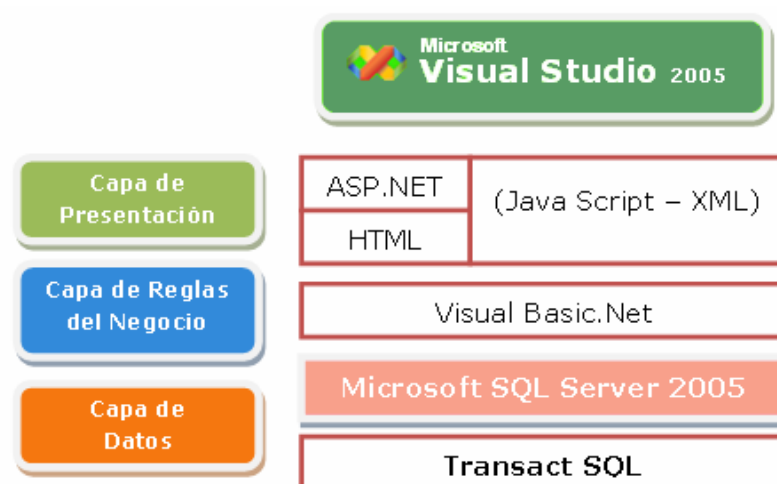 Microsoft
Visual Studio 2005
Capa de
Presentación
ASP.NET
HTML
(Java Script – XML)
Capa de Reglas
del Negocio
Visual Basic.Net
Microsoft SQL Server 2005
Capa de
Datos
Transact SQL